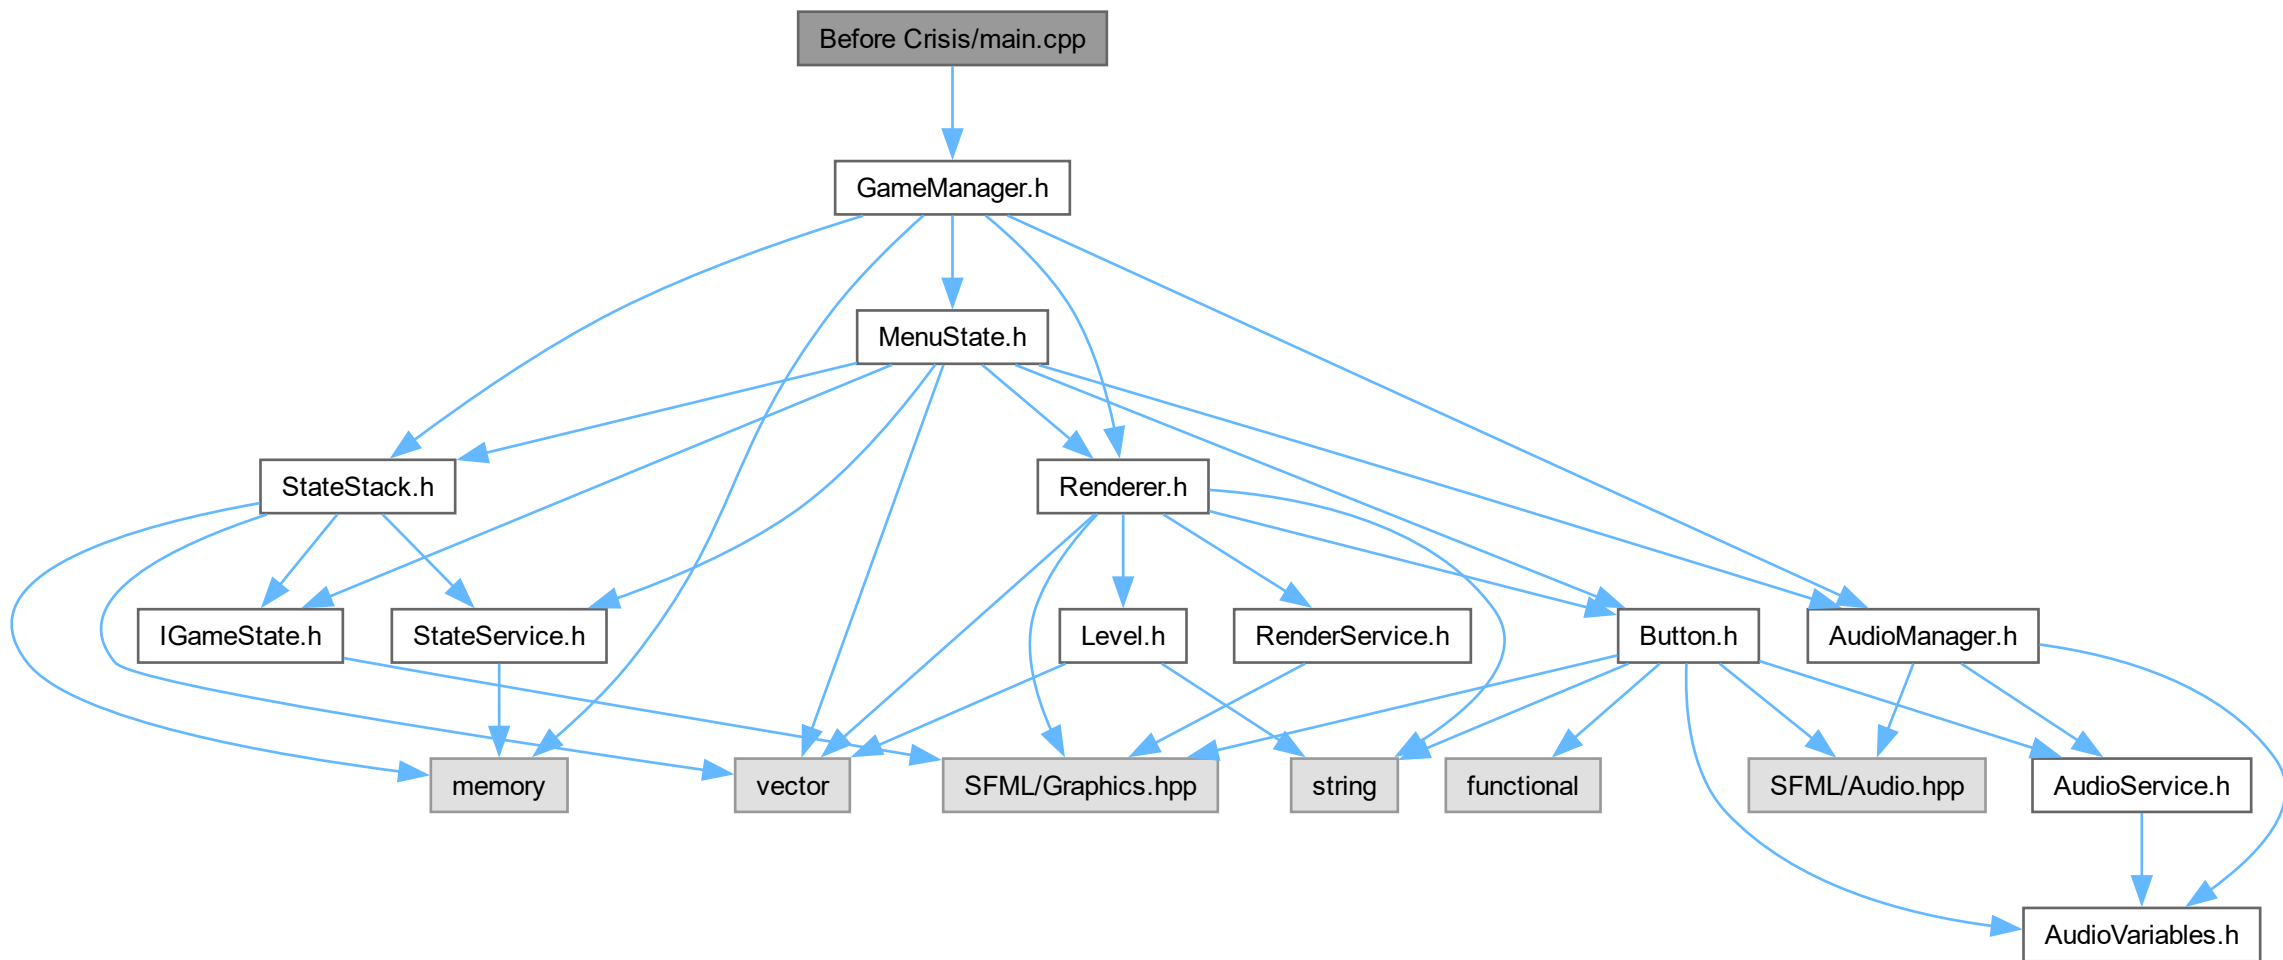 Before Crisis/main.cpp
GameManager.h
MenuState.h
StateStack.h
Renderer.h
IGameState.h
StateService.h
Level.h
RenderService.h
Button.h
AudioManager.h
memory
vector
SFML/Graphics.hpp
string
functional
SFML/Audio.hpp
AudioService.h
AudioVariables.h